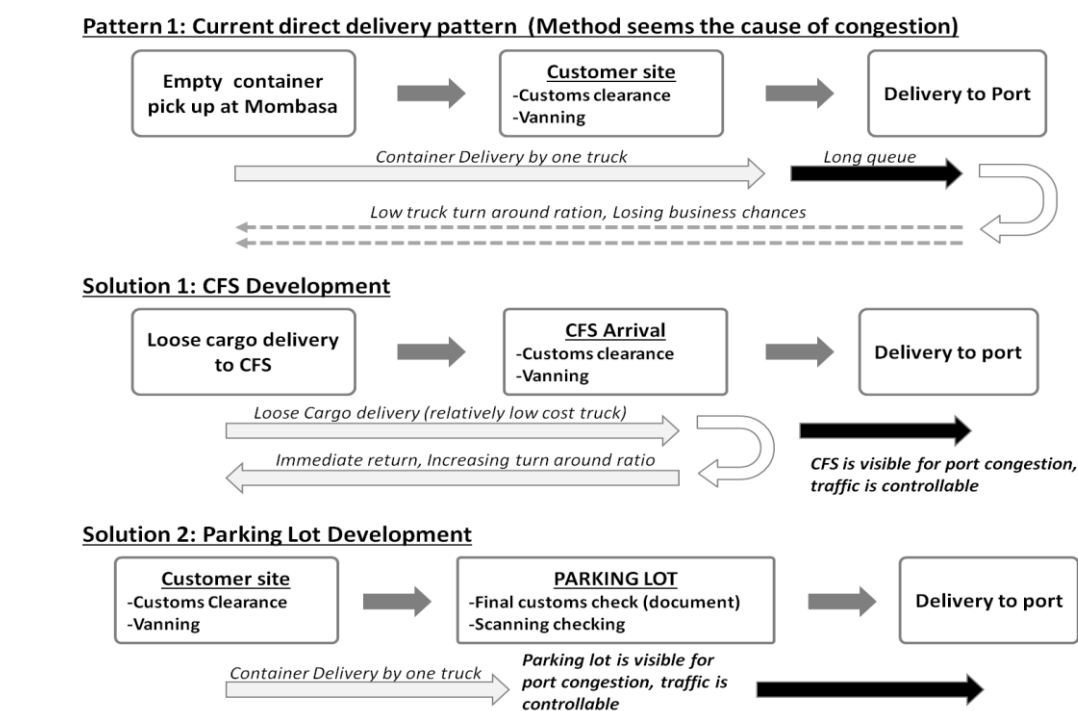 Pattern 1: Current direct delivery pattern (Method seems the cause of congestion)
Empty container
pick up at Mombasa
Customer site
-Customs clearance
-Vanning
Delivery to Port
Container Delivery by one truck
Long queue
Low truck turn around ration, Losing business chances
Solution 1: CFS Development
Loose cargo delivery
to CFS
CFS Arrival
-Customs clearance
-Vanning
Delivery to port
Loose Cargo delivery (relatively low cost truck)
Immediate return, Increasing turn around ratio
CFS is visible for port congestion,
traffic is controllable
Solution 2: Parking Lot Development
Customer site
-Customs Clearance
-Vanning
PARKING LOT
-Final customs check (document)
-Scanning checking
Delivery to port
Container Delivery by one truck
Parking lot is visible for
port congestion, traffic is
controllable